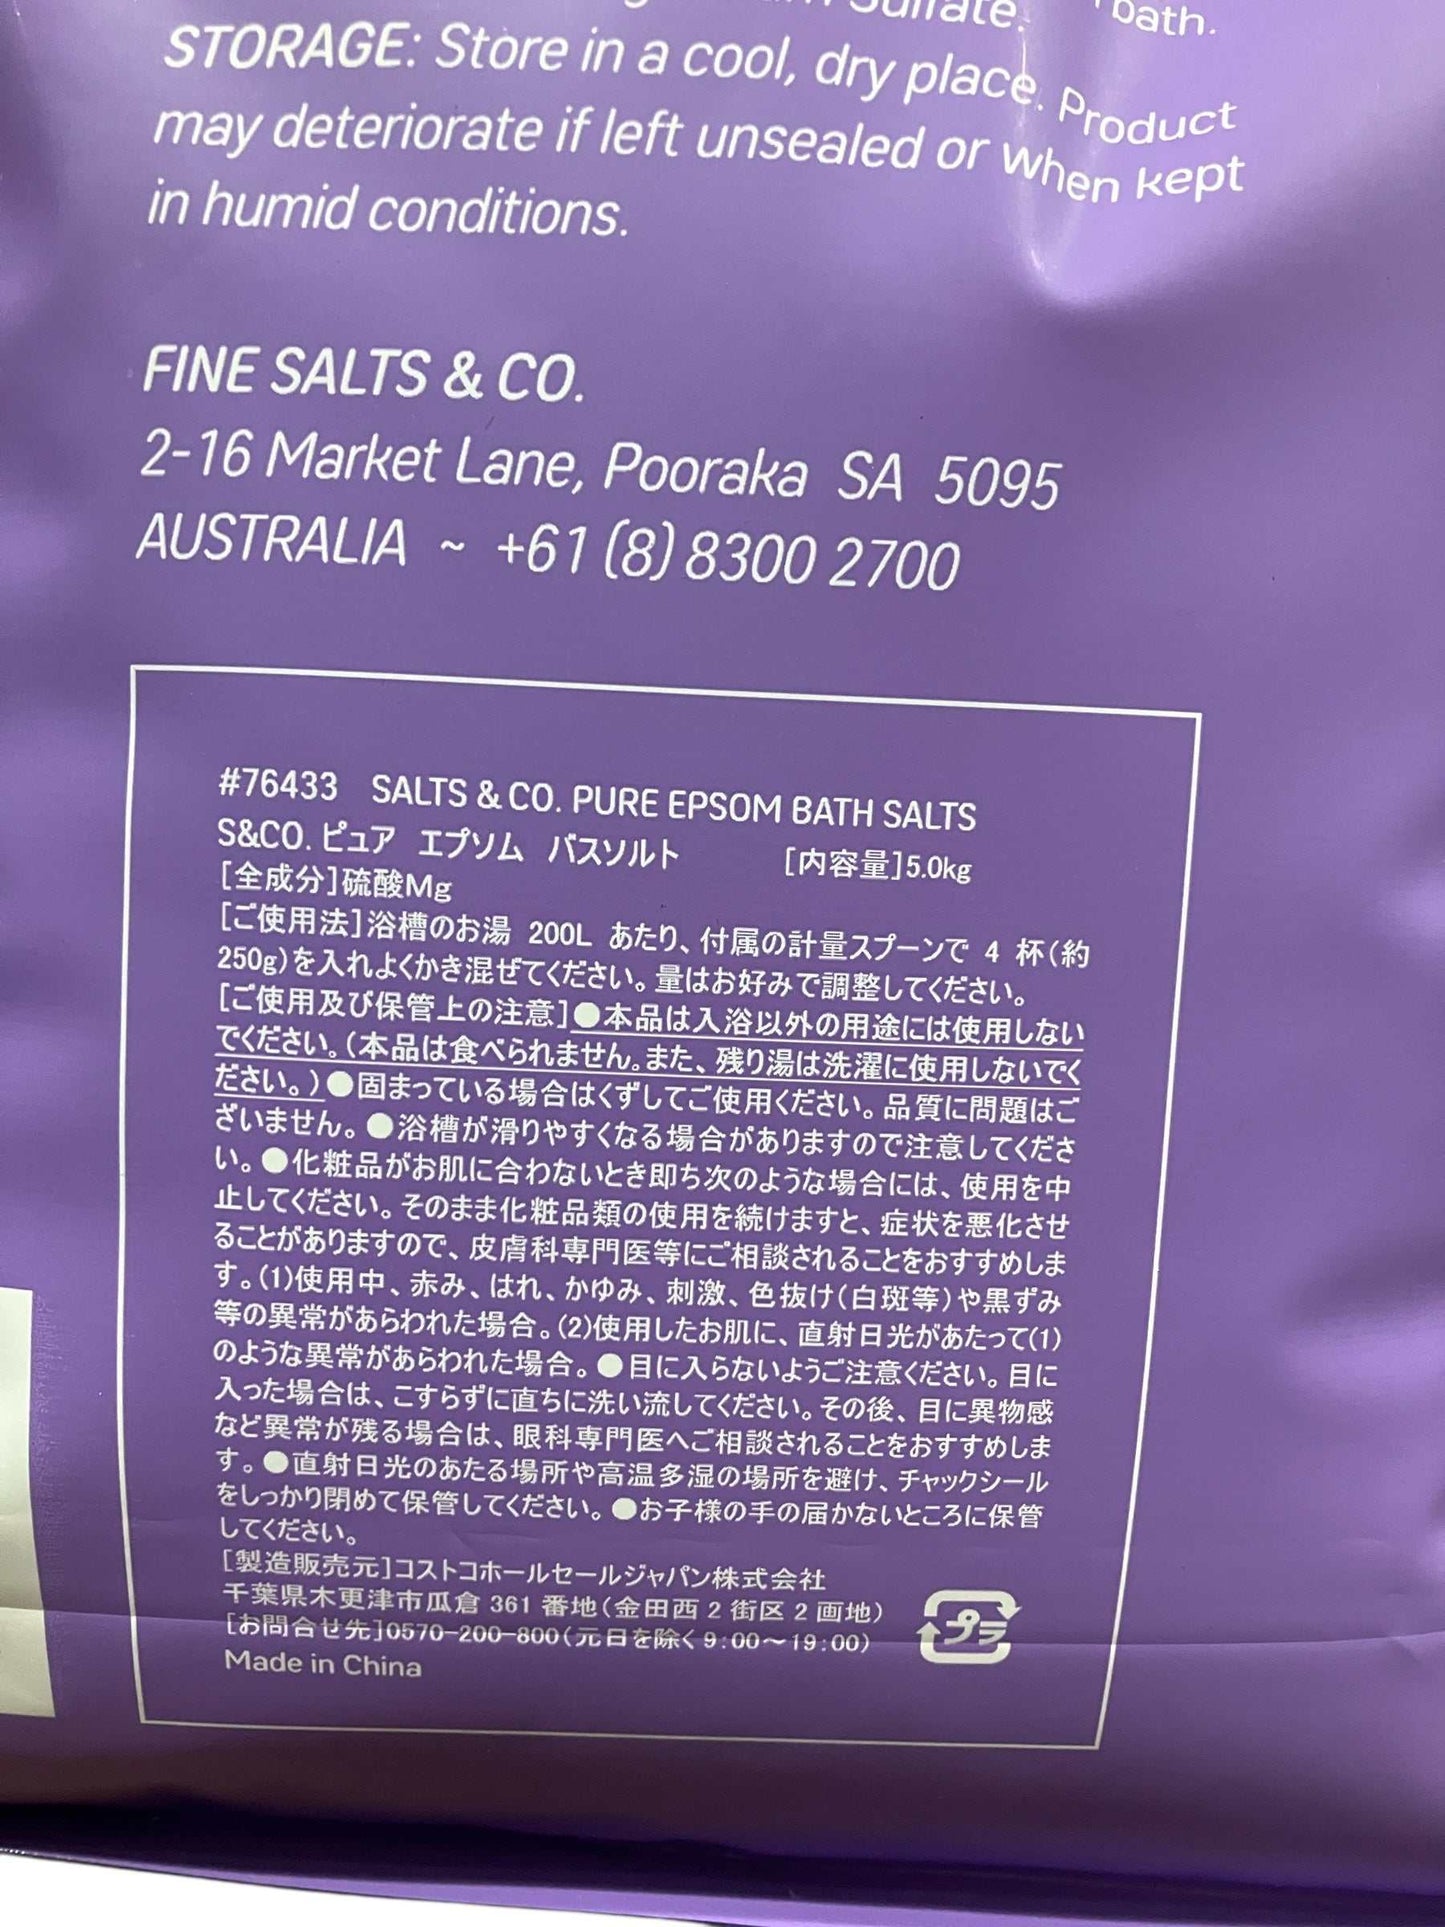 Sulfate. bath.
STORAGE: Store in a cool, dry place. Product
may deteriorate if left unsealed or when kept
in humid conditions.
FINE SALTS & CO.
2-16 Market Lane, Pooraka SA 5095
AUSTRALIA ~ +61 (8) 8300 2700
#76433 SALTS & CO. PURE EPSOM BATH SALTS
S&CO. ピュア エプソム バスソルト [内容量]5.0kg
[全成分]硫酸Mg
[ご使用法]浴槽のお湯 200L あたり、付属の計量スプーンで 4 杯(約
250g)を入れよくかき混ぜてください。量はお好みで調整してください。
[ご使用及び保管上の注意]●本品は入浴以外の用途には使用しない
でください。(本品は食べられません。また、残り湯は洗濯に使用しないでく
ださい。)●固まっている場合はくずしてご使用ください。品質に問題はご
ざいません。●浴槽が滑りやすくなる場合がありますので注意してくださ
い。●化粧品がお肌に合わないとき即ち次のような場合には、使用を中
止してください。そのまま化粧品類の使用を続けますと、症状を悪化させ
ることがありますので、皮膚科専門医等にご相談されることをおすすめしま
す。(1)使用中、赤み、はれ、かゆみ、刺激、色抜け(白斑等)や黒ずみ
等の異常があらわれた場合。(2)使用したお肌に、直射日光があたって(1)
のような異常があらわれた場合。●目に入らないようご注意ください。目に
入った場合は、こすらずに直ちに洗い流してください。その後、目に異物感
など異常が残る場合は、眼科専門医へご相談されることをおすすめしま
す。●直射日光のあたる場所や高温多湿の場所を避け、チャックシール
をしっかり閉めて保管してください。●お子様の手の届かないところに保管
してください。
[製造販売元]コストコホールセールジャパン株式会社
千葉県木更津市瓜倉 361 番地(金田西 2 街区 2 画地)
[お問合せ先]0570-200-800(元日を除く9:00～19:00)
プラ
Made in China